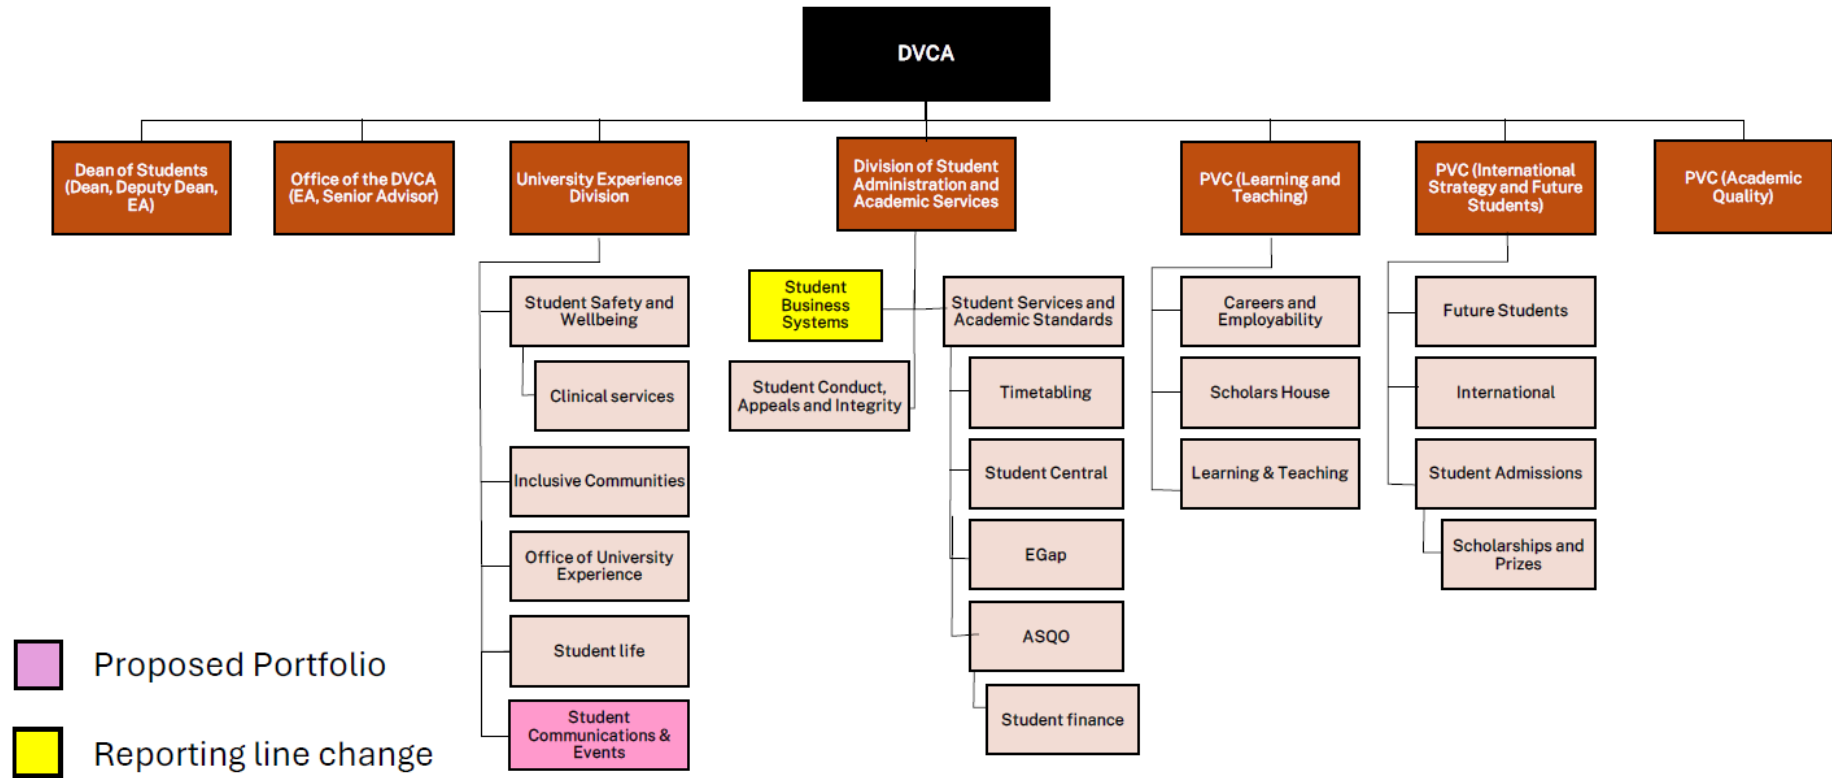 DVCA
Dean of Students
(Dean, Deputy Dean,
EA)
Office of the DVCA
(EA, Senior Advisor)
University Experience
Division
Division of Student
Administration and
Academic Services
PVC (Learning and
Teaching)
PVC (International
Strategy and Future
Students)
PVC (Academic
Quality)
Student Safety and
Wellbeing
Clinical services
Inclusive Communities
Office of University
Experience
Student life
Student
Communications &
Events
Student
Business
Systems
Student Conduct,
Appeals and Integrity
Student Services and
Academic Standards
Timetabling
Student Central
EGap
ASQO
Student finance
Careers and
Employability
Scholars House
Learning & Teaching
Future Students
International
Student Admissions
Scholarships and
Prizes
Proposed Portfolio
Reporting line change